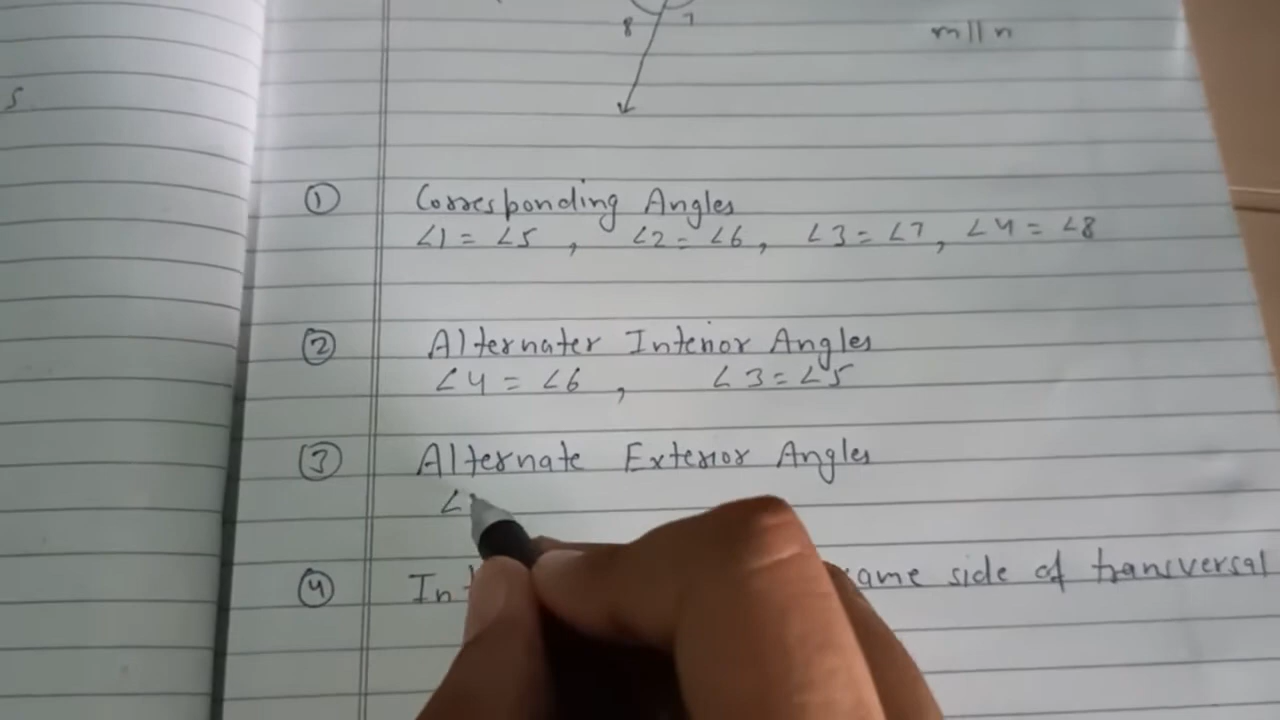 8 7
m || n
S
① Corresponding Angles
∠1 = ∠5 , ∠2 = ∠6, ∠3 = ∠7, ∠4 = ∠8
② Alternater Interior Angles
∠4 = ∠6 , ∠3 = ∠5
③ Alternate Exterior Angles
∠
④ Int ame side of transversal